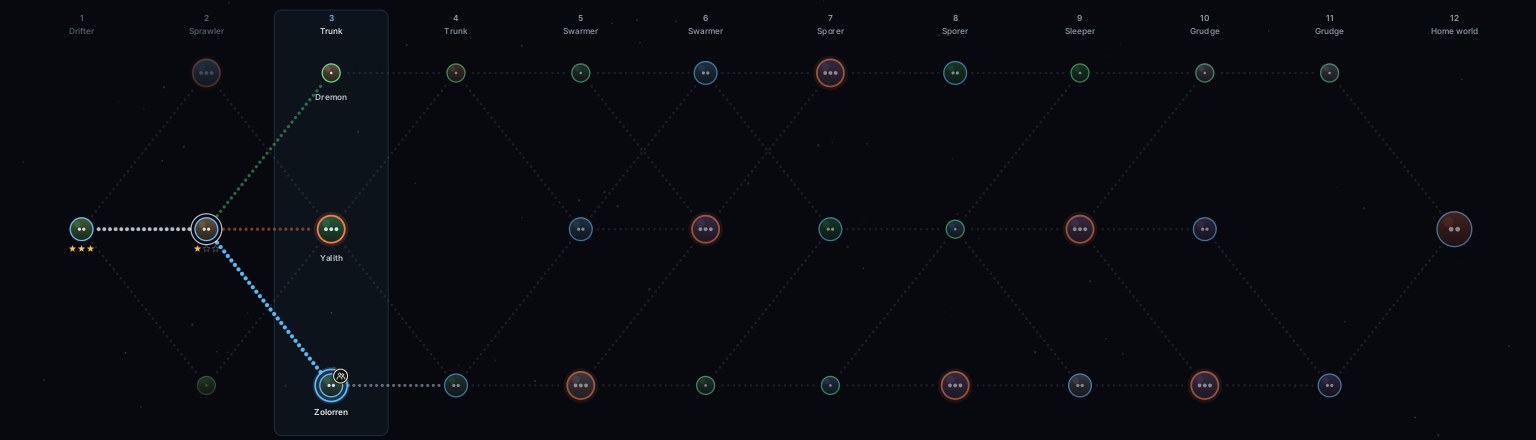 1 2 3 4 5 6 7 8 9 10 11 12
Drifter Sprawler Trunk Trunk Swarmer Swarmer Sporer Sporer Sleeper Grudge Grudge Home world
Dremon
★★★ ★☆☆
Yalith
Zolorren